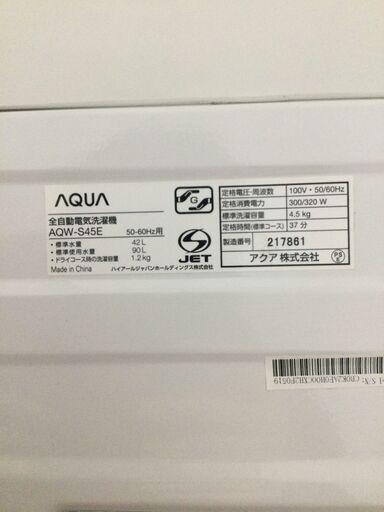 AQUA
全自動電気洗濯機
AQW-S45E 50-60Hz用
・標準水量 42L
・標準使用水量 90L
・ドライコース時の洗濯容量 1.2kg
Made in China ハイアールジャパンホールディングス株式会社
G
JET
定格電圧・周波数 100V・50/60Hz
定格消費電力 300/320 W
標準洗濯容量 4.5 kg
定格時間(標準コース) 37 分
製造番号 217861
アクア 株式会社
PS
E